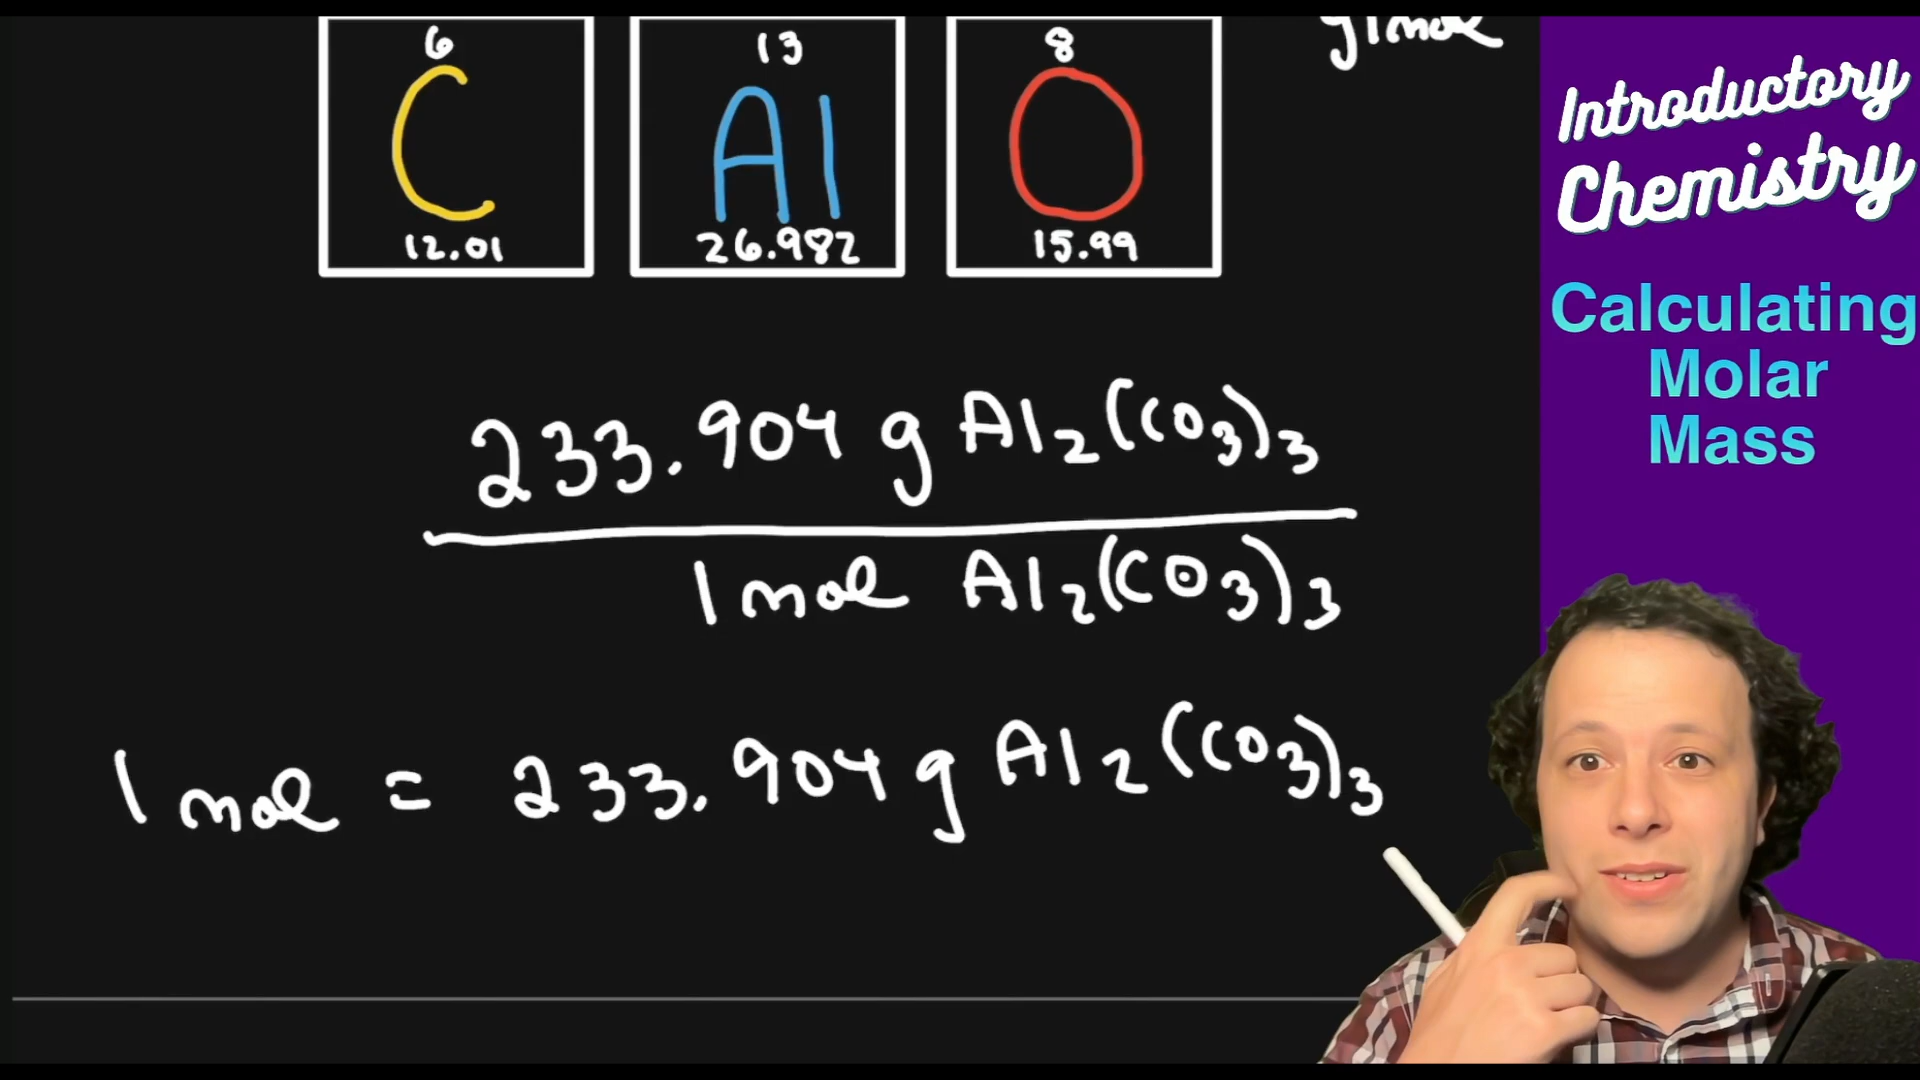 g/mol
6
C
12.01
13
Al
26.982
8
O
15.99
233.904 g Al₂(CO₃)₃
1 mol Al₂(CO₃)₃
1 mol = 233.904 g Al₂(CO₃)₃
Introductory
Chemistry
Calculating
Molar
Mass